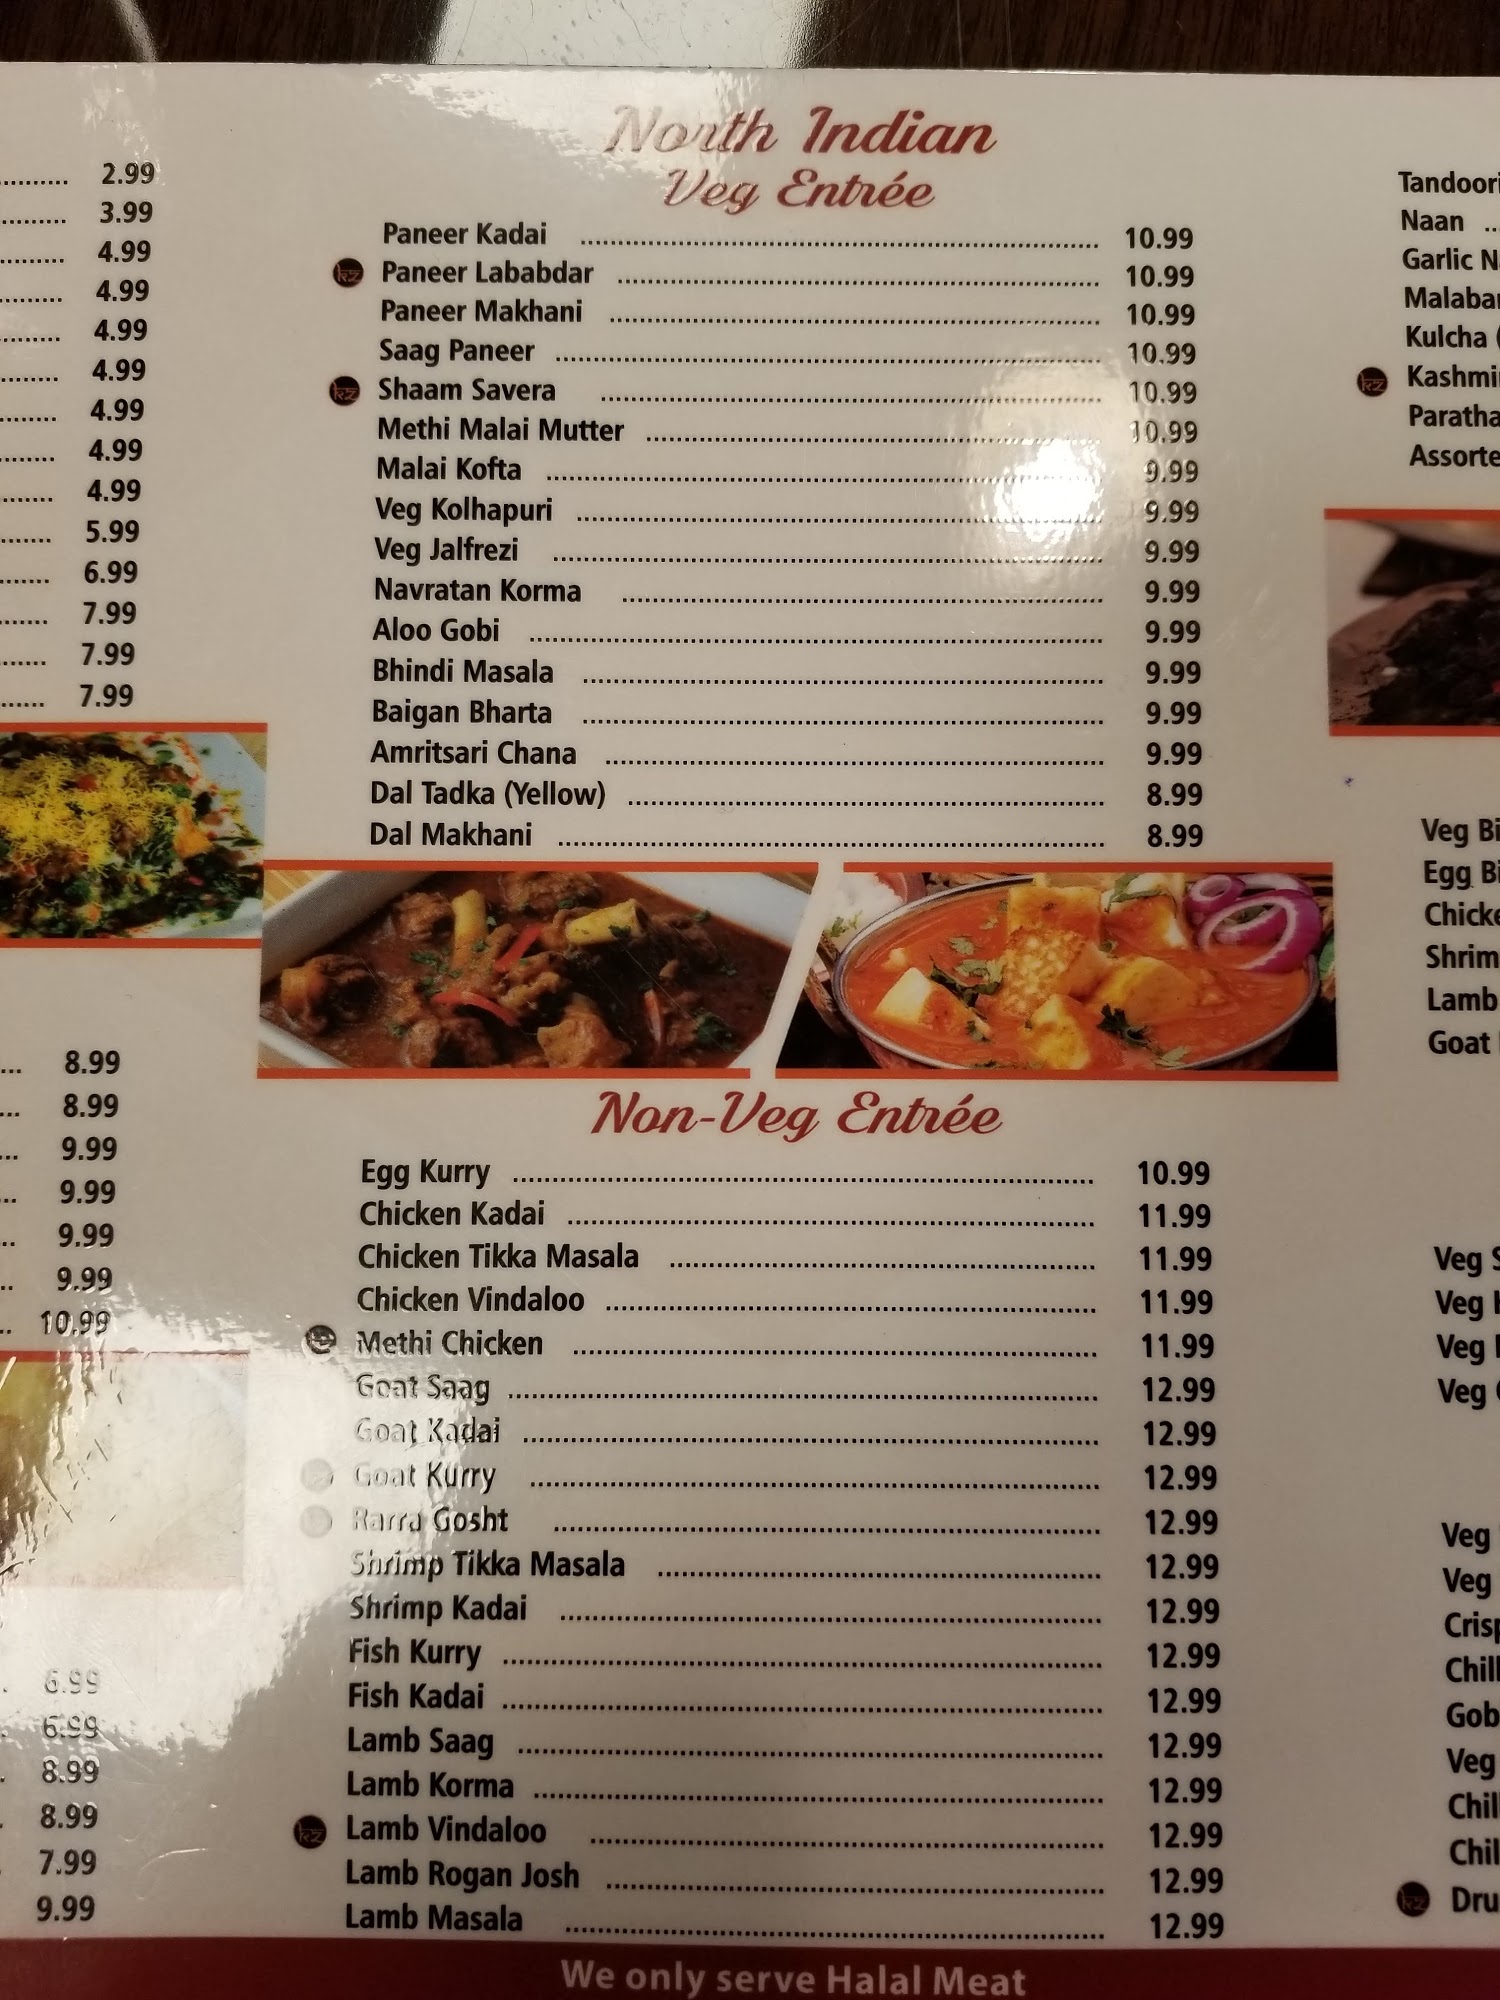 2.99
3.99
4.99
4.99
4.99
4.99
4.99
4.99
4.99
5.99
6.99
7.99
7.99
7.99
8.99
8.99
9.99
9.99
9.99
9.99
10.99
6.99
6.99
8.99
8.99
7.99
9.99
North Indian
Veg Entrée
Paneer Kadai 10.99
KZ Paneer Lababdar 10.99
Paneer Makhani 10.99
Saag Paneer 10.99
KZ Shaam Savera 10.99
Methi Malai Mutter 10.99
Malai Kofta 9.99
Veg Kolhapuri 9.99
Veg Jalfrezi 9.99
Navratan Korma 9.99
Aloo Gobi 9.99
Bhindi Masala 9.99
Baigan Bharta 9.99
Amritsari Chana 9.99
Dal Tadka (Yellow) 8.99
Dal Makhani 8.99
Non-Veg Entrée
Egg Kurry 10.99
Chicken Kadai 11.99
Chicken Tikka Masala 11.99
Chicken Vindaloo 11.99
Methi Chicken 11.99
Goat Saag 12.99
Goat Kadai 12.99
Goat Kurry 12.99
Rarra Gosht 12.99
Shrimp Tikka Masala 12.99
Shrimp Kadai 12.99
Fish Kurry 12.99
Fish Kadai 12.99
Lamb Saag 12.99
Lamb Korma 12.99
KZ Lamb Vindaloo 12.99
Lamb Rogan Josh 12.99
Lamb Masala 12.99
We only serve Halal Meat
Tandoori
Naan
Garlic
Kulcha
KZ
Paratha
Veg
Egg
Lamb
Goat
Veg
Veg
Veg
Veg
Veg
Veg
Veg
KZ